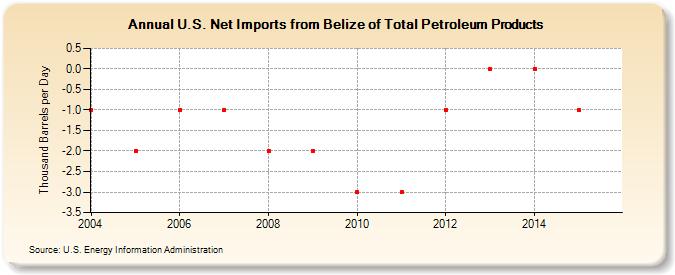 Annual U.S. Net Imports from Belize of Total Petroleum Products
Thousand Barrels per Day
0.5
0.0
-0.5
-1.0
-1.5
-2.0
-2.5
-3.0
-3.5
2004 2006 2008 2010 2012 2014
Source: U.S. Energy Information Administration